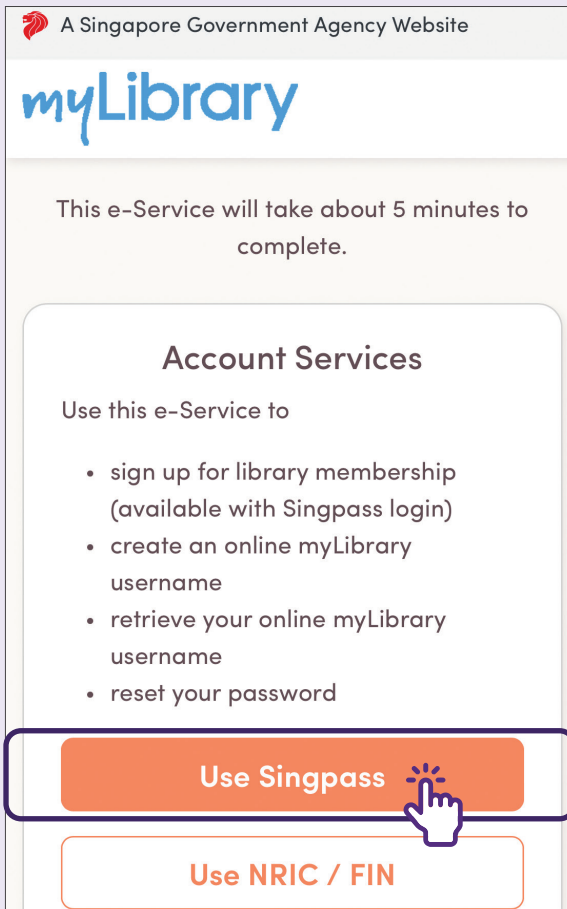 A Singapore Government Agency Website
myLibrary
This e-Service will take about 5 minutes to
complete.
Account Services
Use this e-Service to
• sign up for library membership
(available with Singpass login)
• create an online myLibrary
username
• retrieve your online myLibrary
username
• reset your password
Use Singpass
Use NRIC / FIN